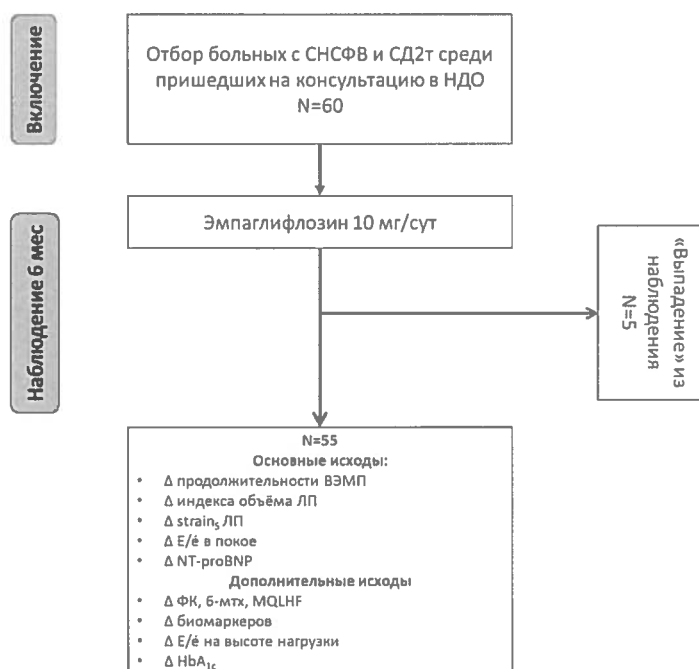 Включение
Отбор больных с СНСФВ и СД2т среди
пришедших на консультацию в НДО
N=60
Наблюдение 6 мес
Эмпаглифлозин 10 мг/сут
«Выпадение» из
наблюдения
N=5
N=55
Основные исходы:
• Δ продолжительности ВЭМП
• Δ индекса объёма ЛП
• Δ strainₛ ЛП
• Δ E/é в покое
• Δ NT-proBNP
Дополнительные исходы
• Δ ФК, 6-мтх, MQLHF
• Δ биомаркеров
• Δ E/é на высоте нагрузки
• Δ HbA₁c